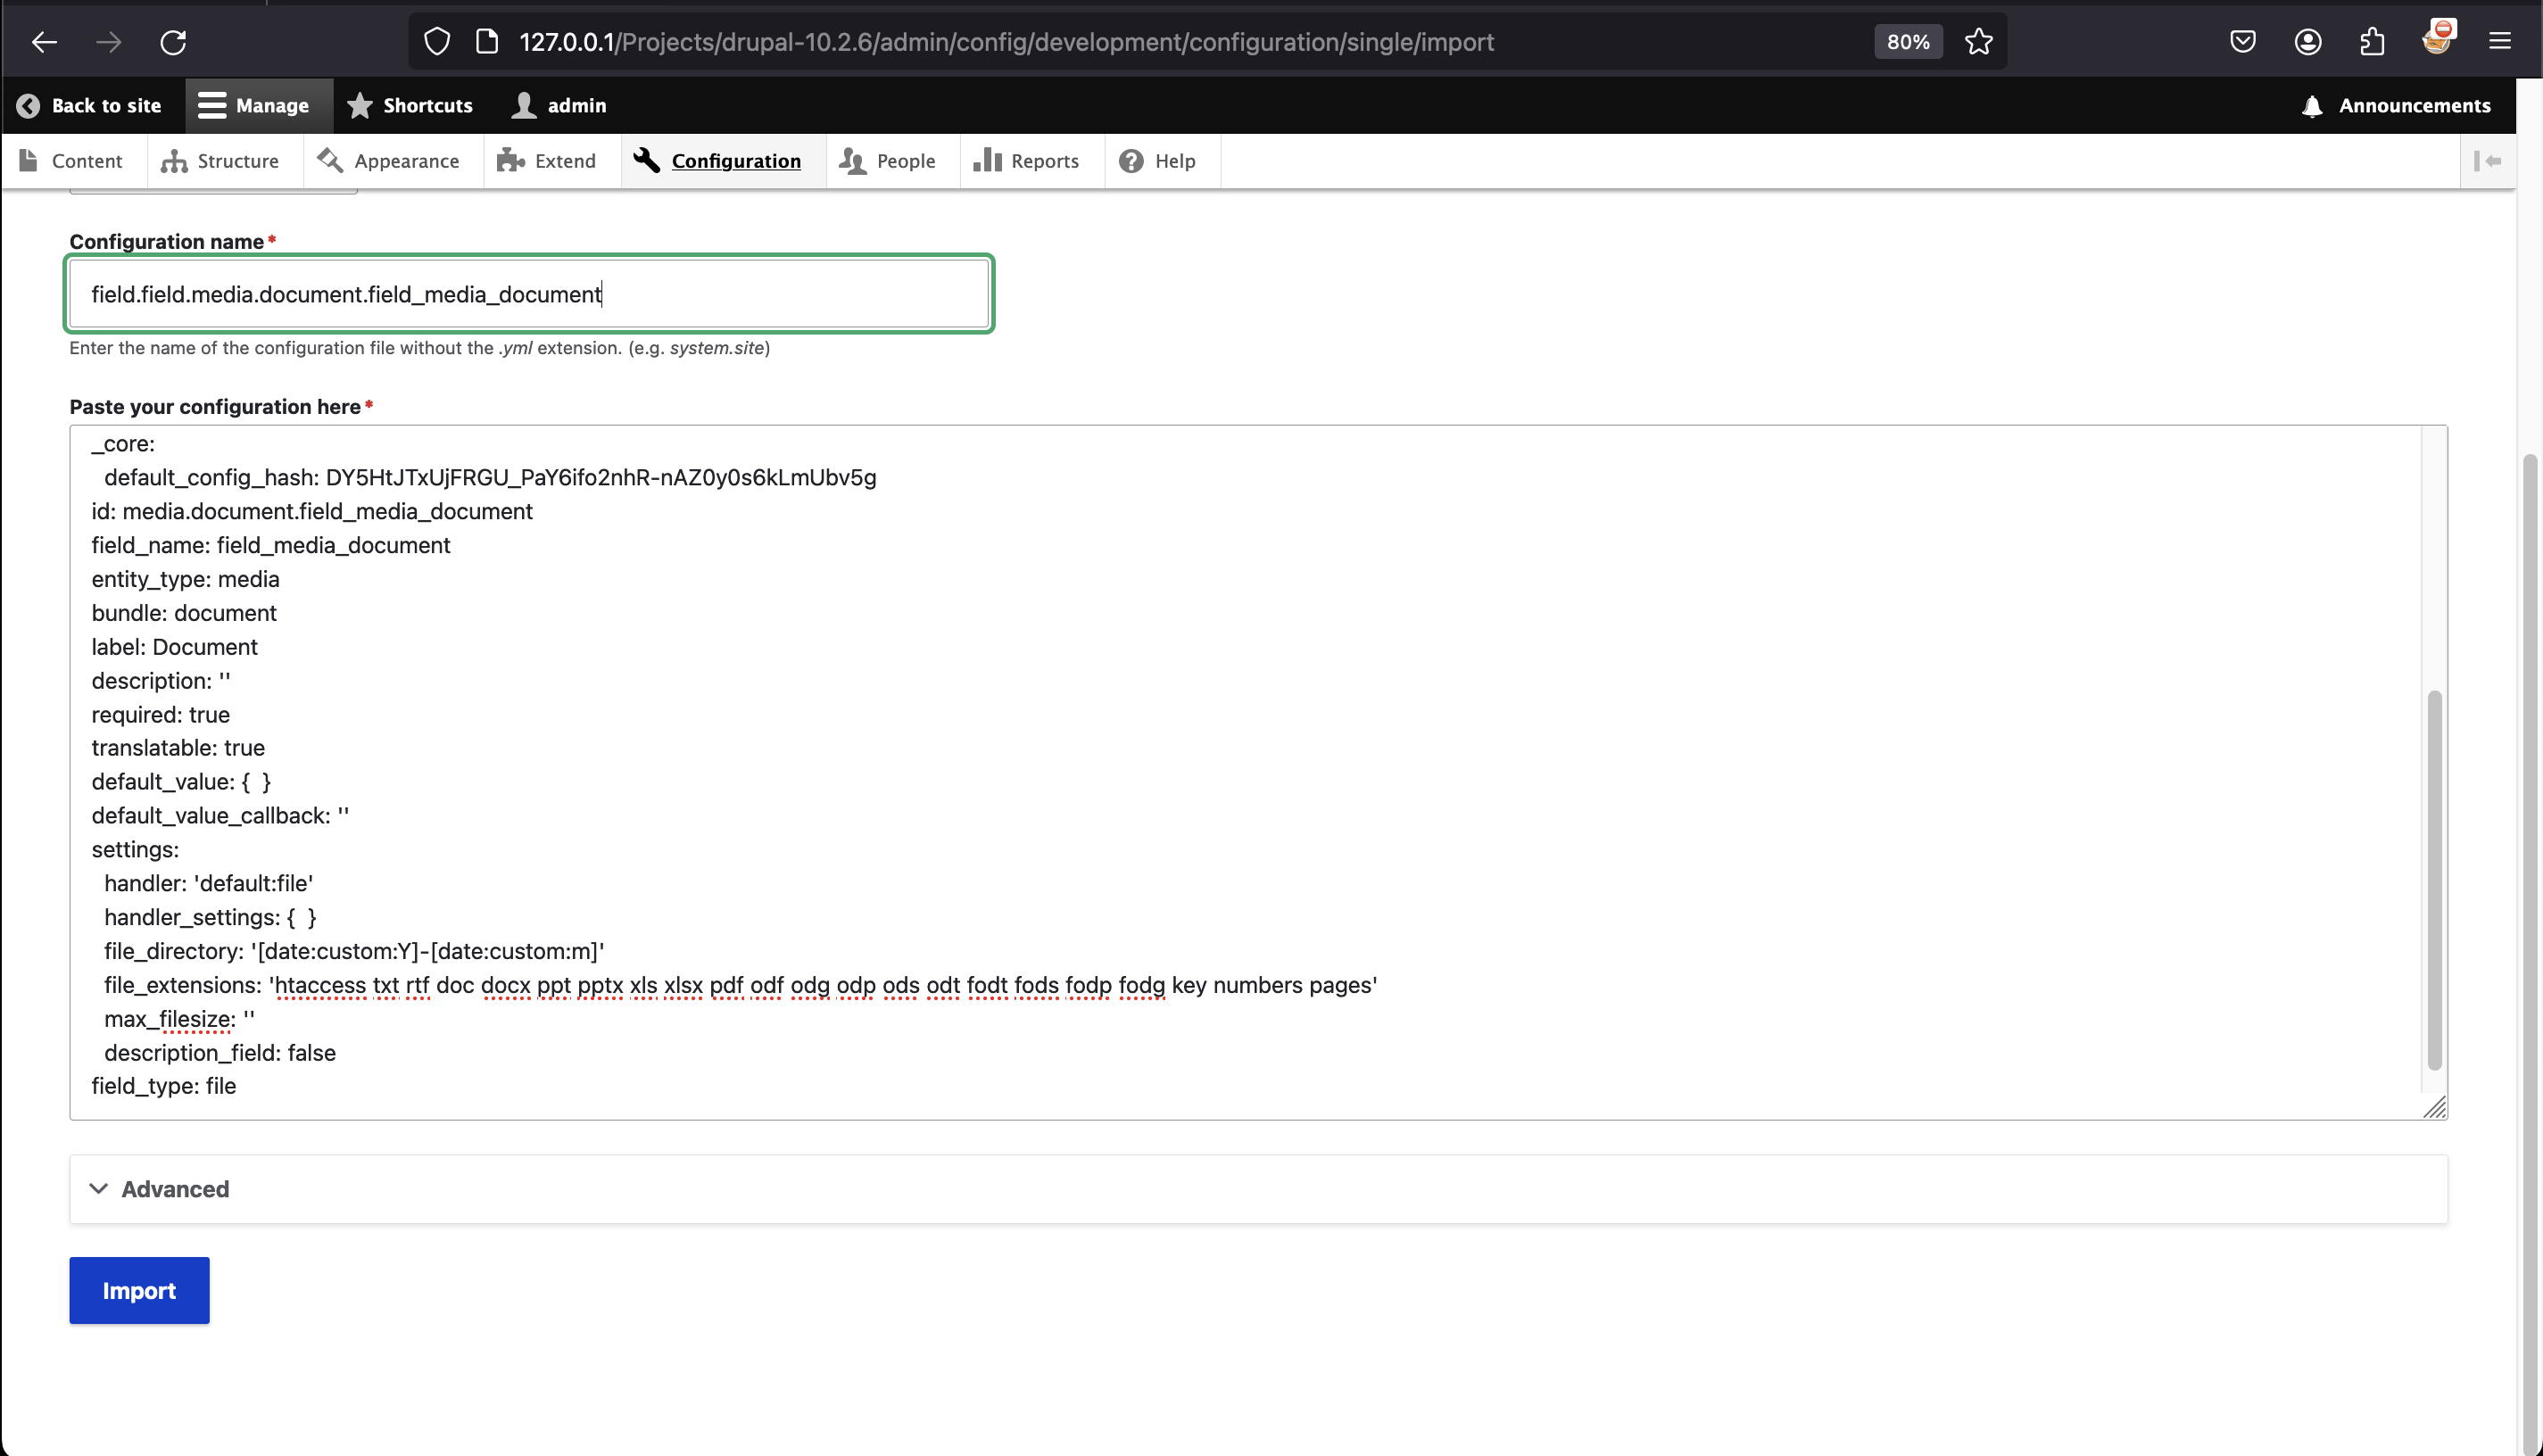 127.0.0.1/Projects/drupal-10.2.6/admin/config/development/configuration/single/import
80%
Back to site
Manage
Shortcuts
admin
Announcements
Content
Structure
Appearance
Extend
Configuration
People
Reports
Help
Configuration name*
field.field.media.document.field_media_document
Enter the name of the configuration file without the .yml extension. (e.g. system.site)
Paste your configuration here*
_core:
  default_config_hash: DY5HtJTxUjFRGU_PaY6ifo2nhR-nAZ0y0s6kLmUbv5g
id: media.document.field_media_document
field_name: field_media_document
entity_type: media
bundle: document
label: Document
description: ''
required: true
translatable: true
default_value: {  }
default_value_callback: ''
settings:
  handler: 'default:file'
  handler_settings: {  }
  file_directory: '[date:custom:Y]-[date:custom:m]'
  file_extensions: 'htaccess txt rtf doc docx ppt pptx xls xlsx pdf odf odg odp ods odt fodt fods fodp fodg key numbers pages'
  max_filesize: ''
  description_field: false
field_type: file
Advanced
Import